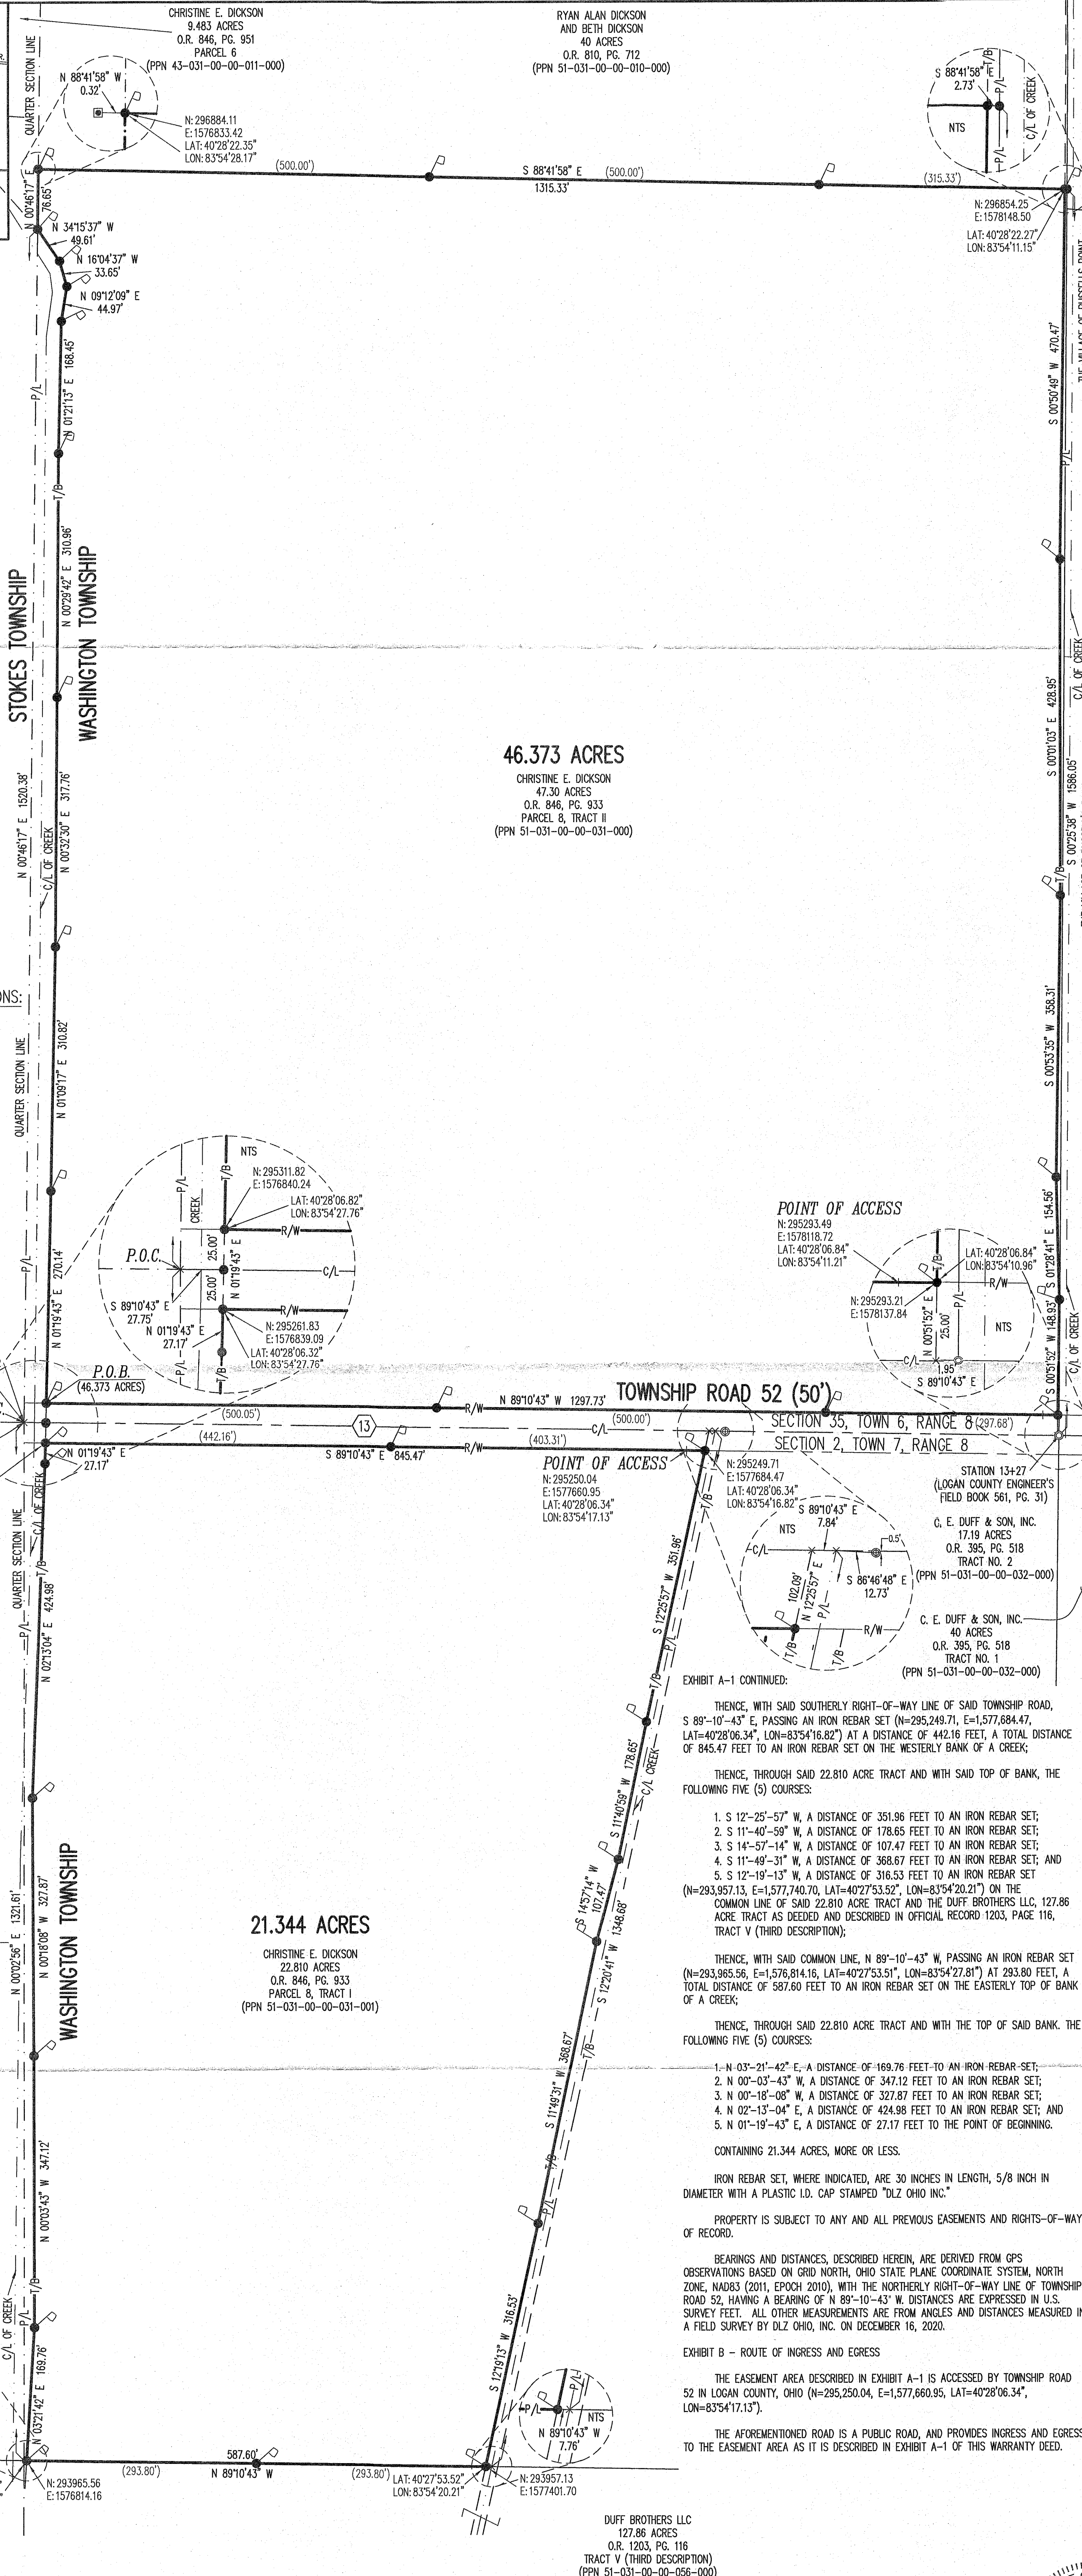 CHRISTINE E. DICKSON
9.483 ACRES
O.R. 846, PG. 951
PARCEL 6
(PPN 43-031-00-00-011-000)
RYAN ALAN DICKSON
AND BETH DICKSON
40 ACRES
O.R. 810, PG. 712
(PPN 51-031-00-00-010-000)
QUARTER SECTION LINE
N 88°41'58" W
0.32'
N:296884.11
E:1576833.42
LAT:40°28'22.35"
LON:83°54'28.17"
S 88°41'58" E
2.73'
T/B
P/L
C/L OF CREEK
NTS
P/L
(500.00')
S 88°41'58" E
(500.00')
1315.33'
(315.33')
N:296854.25
E:1578148.50
LAT:40°28'22.27"
LON:83°54'11.15"
N 00°46'17" E
76.65'
N 34°15'37" W
49.61'
N 16°04'37" W
33.65'
N 09°12'09" E
44.97'
N 01°21'13" E 168.45'
P/L
T/B
N 00°29'42" E 310.96'
STOKES TOWNSHIP
WASHINGTON TOWNSHIP
N 00°46'17" E 1520.38'
C/L OF CREEK
N 00°32'30" E 317.76'
N 01°09'17" E 310.82'
QUARTER SECTION LINE
P/L
N 01°19'43" E 270.14'
S 00°50'49" W 470.47'
P/L
S 00°01'03" E 428.95'
C/L OF CREEK
S 00°25'38" W 1586.05'
T/B
S 00°53'35" W 358.31'
S 01°28'41" E 154.56'
S 00°51'52" W 148.93'
C/L OF CREEK
46.373 ACRES
CHRISTINE E. DICKSON
47.30 ACRES
O.R. 846, PG. 933
PARCEL 8, TRACT II
(PPN 51-031-00-00-031-000)
ONS:
NTS
P/L
CREEK
T/B
N:295311.82
E:1576840.24
LAT:40°28'06.82"
LON:83°54'27.76"
R/W
P.O.C.
25.00'
25.00'
N 01°19'43" E
C/L
S 89°10'43" E
27.75'
N 01°19'43" E
27.17'
R/W
N:295261.83
E:1576839.09
LAT:40°28'06.32"
LON:83°54'27.76"
P/L
T/B
POINT OF ACCESS
N:295293.49
E:1578118.72
LAT:40°28'06.84"
LON:83°54'11.21"
T/B
LAT:40°28'06.84"
LON:83°54'10.96"
R/W
N:295293.21
E:1578137.84
N 00°51'52" E
25.00'
P/L
NTS
C/L
1.95'
S 89°10'43" E
P.O.B.
(46.373 ACRES)
R/W
N 89°10'43" W 1297.73'
TOWNSHIP ROAD 52 (50')
(500.05')
13
C/L
(500.00')
SECTION 35, TOWN 6, RANGE 8
(297.68')
SECTION 2, TOWN 7, RANGE 8
(442.16')
S 89°10'43" E 845.47'
R/W
(403.31')
N 01°19'43" E
27.17'
POINT OF ACCESS
N:295250.04
E:1577660.95
LAT:40°28'06.34"
LON:83°54'17.13"
N:295249.71
E:1577684.47
LAT:40°28'06.34"
LON:83°54'16.82"
STATION 13+27
(LOGAN COUNTY ENGINEER'S
FIELD BOOK 561, PG. 31)
C. E. DUFF & SON, INC.
17.19 ACRES
O.R. 395, PG. 518
TRACT NO. 2
(PPN 51-031-00-00-032-000)
C. E. DUFF & SON, INC.
40 ACRES
O.R. 395, PG. 518
TRACT NO. 1
(PPN 51-031-00-00-032-000)
S 89°10'43" E
7.84'
NTS
C/L
0.5'
S 86°46'48" E
12.73'
102.09'
N 12°25'57" E
P/L
R/W
T/B
T/B
C/L OF CREEK
QUARTER SECTION LINE
P/L
T/B
N 02°13'04" E 424.98'
N 00°02'56" E 1321.61'
N 00°18'08" W 327.87'
WASHINGTON TOWNSHIP
N 00°03'43" W 347.12'
T/B
C/L OF CREEK
P/L
N 03°21'42" E 169.76'
T/B
S 12°25'57" W 351.96'
P/L
T/B
C/L CREEK
S 11°40'59" W 178.65'
S 14°57'14" W
107.47'
S 12°20'41" W 1348.68'
T/B
S 11°49'31" W 368.67'
T/B
P/L
S 12°19'13" W 316.53'
21.344 ACRES
CHRISTINE E. DICKSON
22.810 ACRES
O.R. 846, PG. 933
PARCEL 8, TRACT I
(PPN 51-031-00-00-031-001)
EXHIBIT A-1 CONTINUED:
THENCE, WITH SAID SOUTHERLY RIGHT-OF-WAY LINE OF SAID TOWNSHIP ROAD,
S 89°-10'-43" E, PASSING AN IRON REBAR SET (N=295,249.71, E=1,577,684.47,
LAT=40°28'06.34", LON=83°54'16.82") AT A DISTANCE OF 442.16 FEET, A TOTAL DISTANCE
OF 845.47 FEET TO AN IRON REBAR SET ON THE WESTERLY BANK OF A CREEK;
THENCE, THROUGH SAID 22.810 ACRE TRACT AND WITH SAID TOP OF BANK, THE
FOLLOWING FIVE (5) COURSES:
1. S 12°-25'-57" W, A DISTANCE OF 351.96 FEET TO AN IRON REBAR SET;
2. S 11°-40'-59" W, A DISTANCE OF 178.65 FEET TO AN IRON REBAR SET;
3. S 14°-57'-14" W, A DISTANCE OF 107.47 FEET TO AN IRON REBAR SET;
4. S 11°-49'-31" W, A DISTANCE OF 368.67 FEET TO AN IRON REBAR SET; AND
5. S 12°-19'-13" W, A DISTANCE OF 316.53 FEET TO AN IRON REBAR SET
(N=293,957.13, E=1,577,740.70, LAT=40°27'53.52", LON=83°54'20.21") ON THE
COMMON LINE OF SAID 22.810 ACRE TRACT AND THE DUFF BROTHERS LLC, 127.86
ACRE TRACT AS DEEDED AND DESCRIBED IN OFFICIAL RECORD 1203, PAGE 116,
TRACT V (THIRD DESCRIPTION);
THENCE, WITH SAID COMMON LINE, N 89°-10'-43" W, PASSING AN IRON REBAR SET
(N=293,965.56, E=1,576,814.16, LAT=40°27'53.51", LON=83°54'27.81") AT 293.80 FEET, A
TOTAL DISTANCE OF 587.60 FEET TO AN IRON REBAR SET ON THE EASTERLY TOP OF BANK
OF A CREEK;
THENCE, THROUGH SAID 22.810 ACRE TRACT AND WITH THE TOP OF SAID BANK. THE
FOLLOWING FIVE (5) COURSES:
1. N 03°-21'-42" E, A DISTANCE OF 169.76 FEET TO AN IRON REBAR SET;
2. N 00°-03'-43" W, A DISTANCE OF 347.12 FEET TO AN IRON REBAR SET;
3. N 00°-18'-08" W, A DISTANCE OF 327.87 FEET TO AN IRON REBAR SET;
4. N 02°-13'-04" E, A DISTANCE OF 424.98 FEET TO AN IRON REBAR SET; AND
5. N 01°-19'-43" E, A DISTANCE OF 27.17 FEET TO THE POINT OF BEGINNING.
CONTAINING 21.344 ACRES, MORE OR LESS.
IRON REBAR SET, WHERE INDICATED, ARE 30 INCHES IN LENGTH, 5/8 INCH IN
DIAMETER WITH A PLASTIC I.D. CAP STAMPED "DLZ OHIO INC."
PROPERTY IS SUBJECT TO ANY AND ALL PREVIOUS EASEMENTS AND RIGHTS-OF-WAY
OF RECORD.
BEARINGS AND DISTANCES, DESCRIBED HEREIN, ARE DERIVED FROM GPS
OBSERVATIONS BASED ON GRID NORTH, OHIO STATE PLANE COORDINATE SYSTEM, NORTH
ZONE, NAD83 (2011, EPOCH 2010), WITH THE NORTHERLY RIGHT-OF-WAY LINE OF TOWNSHIP
ROAD 52, HAVING A BEARING OF N 89°-10'-43" W. DISTANCES ARE EXPRESSED IN U.S.
SURVEY FEET. ALL OTHER MEASUREMENTS ARE FROM ANGLES AND DISTANCES MEASURED IN
A FIELD SURVEY BY DLZ OHIO, INC. ON DECEMBER 16, 2020.
EXHIBIT B - ROUTE OF INGRESS AND EGRESS
THE EASEMENT AREA DESCRIBED IN EXHIBIT A-1 IS ACCESSED BY TOWNSHIP ROAD
52 IN LOGAN COUNTY, OHIO (N=295,250.04, E=1,577,660.95, LAT=40°28'06.34",
LON=83°54'17.13").
THE AFOREMENTIONED ROAD IS A PUBLIC ROAD, AND PROVIDES INGRESS AND EGRESS
TO THE EASEMENT AREA AS IT IS DESCRIBED IN EXHIBIT A-1 OF THIS WARRANTY DEED.
P/L
P/L
NTS
N 89°10'43" W
7.76'
587.60'
(293.80')
N 89°10'43" W
(293.80')
N:293965.56
E:1576814.16
LAT:40°27'53.52"
LON:83°54'20.21"
N:293957.13
E:1577401.70
DUFF BROTHERS LLC
127.86 ACRES
O.R. 1203, PG. 116
TRACT V (THIRD DESCRIPTION)
(PPN 51-031-00-00-056-000)